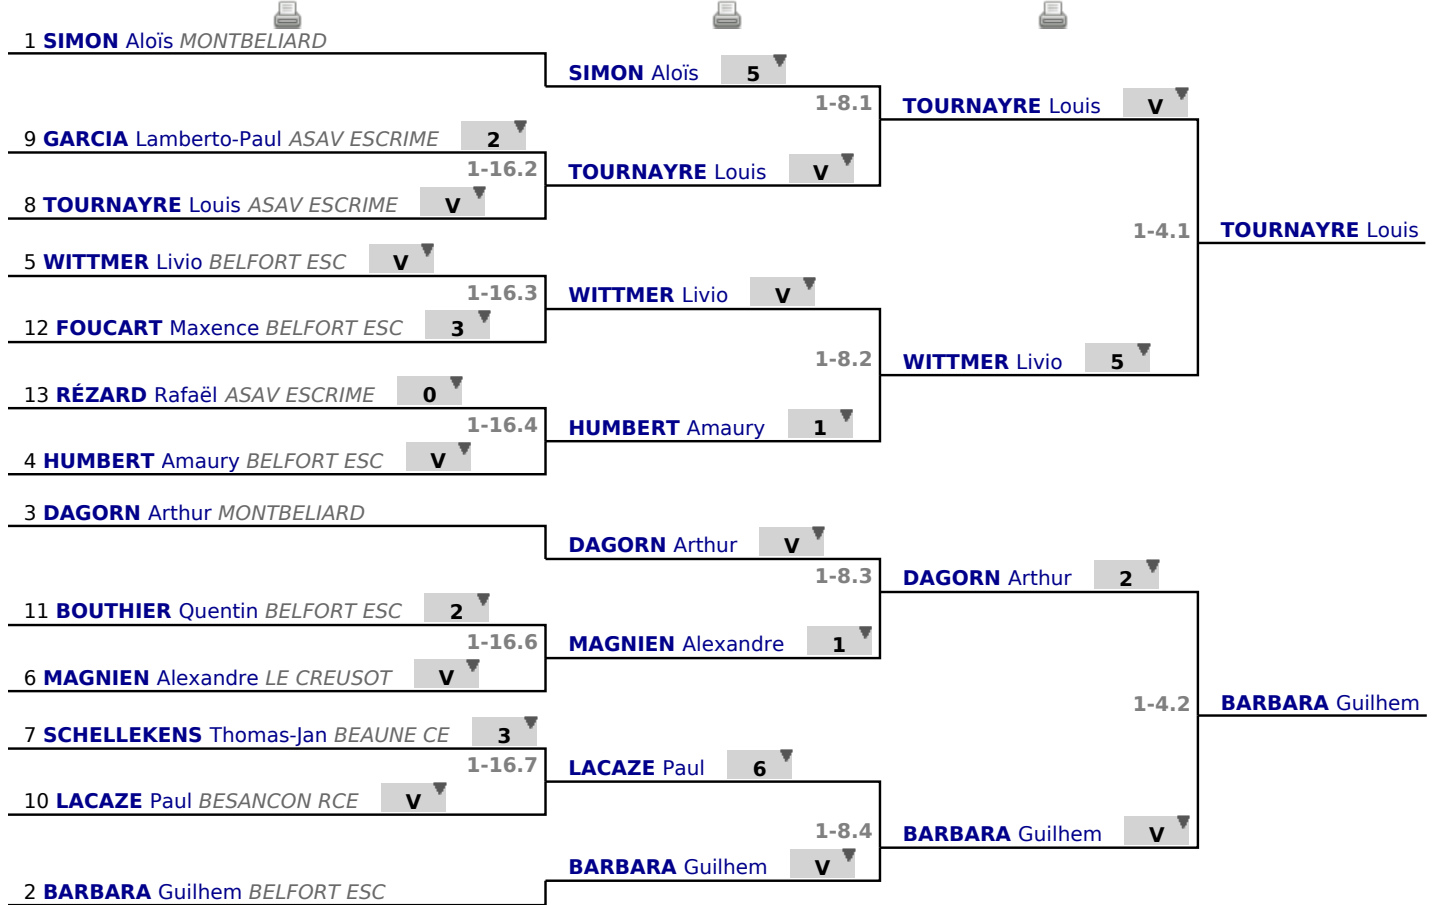 1 SIMON Aloïs MONTBELIARD
SIMON Aloïs 5
1-8.1
TOURNAYRE Louis V
9 GARCIA Lamberto-Paul ASAV ESCRIME 2
1-16.2
TOURNAYRE Louis V
8 TOURNAYRE Louis ASAV ESCRIME V
1-4.1
TOURNAYRE Louis
5 WITTMER Livio BELFORT ESC V
1-16.3
WITTMER Livio V
12 FOUCART Maxence BELFORT ESC 3
1-8.2
WITTMER Livio 5
13 RÉZARD Rafaël ASAV ESCRIME 0
1-16.4
HUMBERT Amaury 1
4 HUMBERT Amaury BELFORT ESC V
3 DAGORN Arthur MONTBELIARD
DAGORN Arthur V
1-8.3
DAGORN Arthur 2
11 BOUTHIER Quentin BELFORT ESC 2
1-16.6
MAGNIEN Alexandre 1
6 MAGNIEN Alexandre LE CREUSOT V
1-4.2
BARBARA Guilhem
7 SCHELLEKENS Thomas-Jan BEAUNE CE 3
1-16.7
LACAZE Paul 6
10 LACAZE Paul BESANCON RCE V
1-8.4
BARBARA Guilhem V
BARBARA Guilhem V
2 BARBARA Guilhem BELFORT ESC